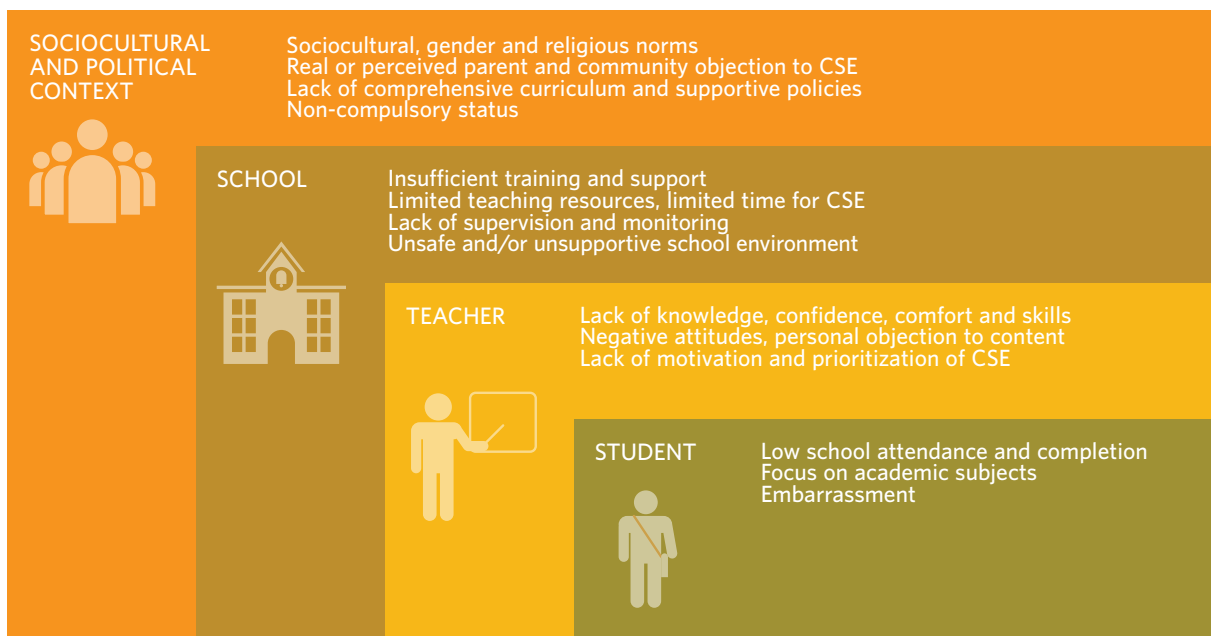 SOCIOCULTURAL
AND POLITICAL
CONTEXT
Sociocultural, gender and religious norms
Real or perceived parent and community objection to CSE
Lack of comprehensive curriculum and supportive policies
Non-compulsory status
SCHOOL
Insufficient training and support
Limited teaching resources, limited time for CSE
Lack of supervision and monitoring
Unsafe and/or unsupportive school environment
TEACHER
Lack of knowledge, confidence, comfort and skills
Negative attitudes, personal objection to content
Lack of motivation and prioritization of CSE
STUDENT
Low school attendance and completion
Focus on academic subjects
Embarrassment